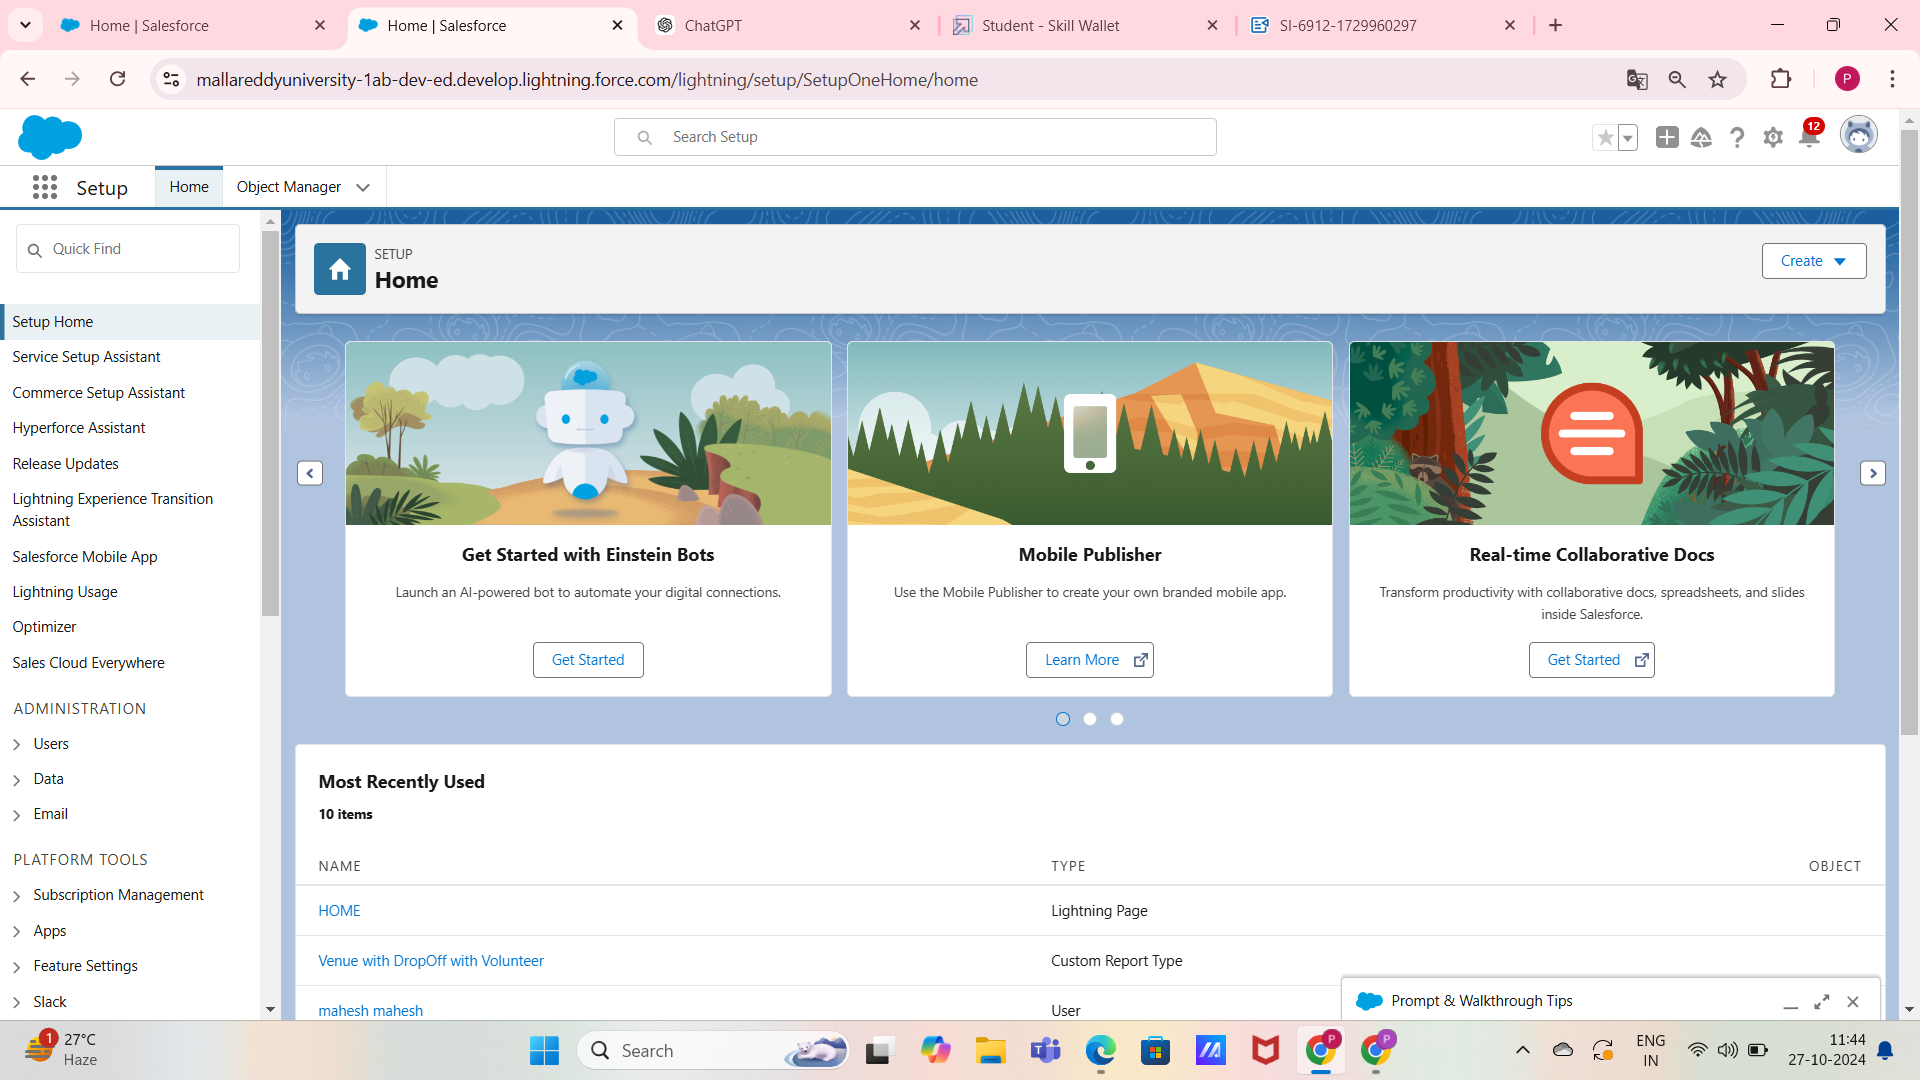 Home | Salesforce
Home | Salesforce
ChatGPT
Student - Skill Wallet
SI-6912-1729960297
mallareddyuniversity-1ab-dev-ed.develop.lightning.force.com/lightning/setup/SetupOneHome/home
P
Search Setup
12
Setup
Home
Object Manager
Quick Find
Setup Home
Service Setup Assistant
Commerce Setup Assistant
Hyperforce Assistant
Release Updates
Lightning Experience Transition
Assistant
Salesforce Mobile App
Lightning Usage
Optimizer
Sales Cloud Everywhere
ADMINISTRATION
Users
Data
Email
PLATFORM TOOLS
Subscription Management
Apps
Feature Settings
Slack
SETUP
Home
Create
Get Started with Einstein Bots
Launch an AI-powered bot to automate your digital connections.
Get Started
Mobile Publisher
Use the Mobile Publisher to create your own branded mobile app.
Learn More
Real-time Collaborative Docs
Transform productivity with collaborative docs, spreadsheets, and slides
inside Salesforce.
Get Started
Most Recently Used
10 items
NAME TYPE OBJECT
HOME Lightning Page
Venue with DropOff with Volunteer Custom Report Type
mahesh mahesh User
Prompt & Walkthrough Tips
1
27°C
Haze
Search
P
P
ENG
IN
11:44
27-10-2024